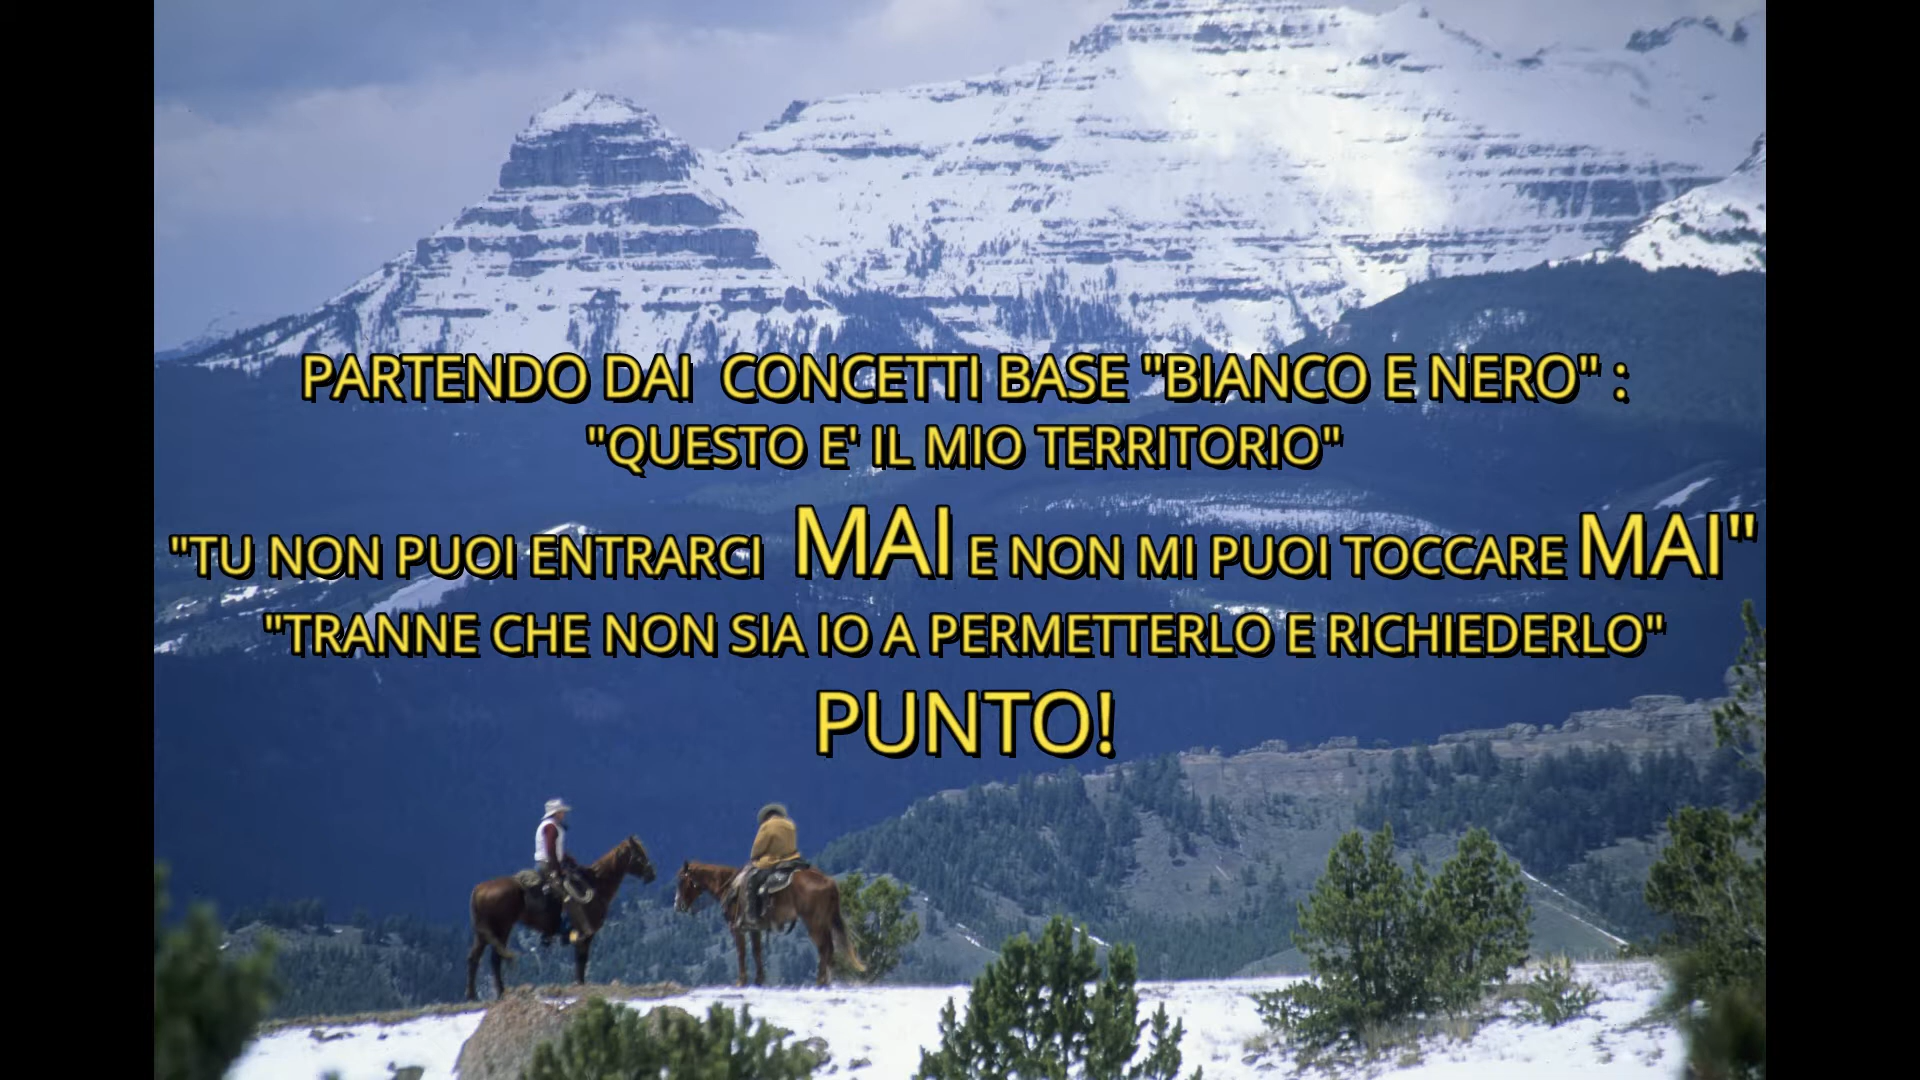 PARTENDO DAI  CONCETTI BASE "BIANCO E NERO" :
"QUESTO E' IL MIO TERRITORIO"
"TU NON PUOI ENTRARCI  MAI E NON MI PUOI TOCCARE MAI"
"TRANNE CHE NON SIA IO A PERMETTERLO E RICHIEDERLO"
PUNTO!